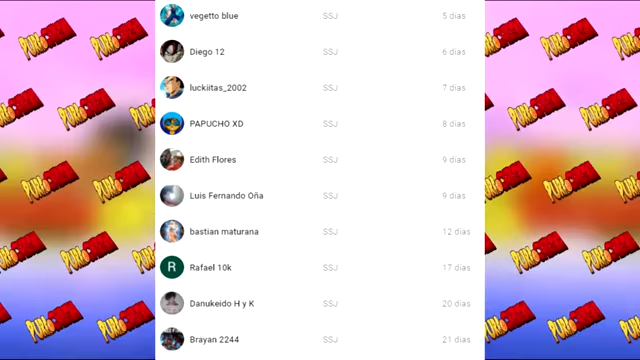 vegetto blue SSJ 5 dias
Diego 12 SSJ 6 dias
luckiitas_2002 SSJ 7 dias
PAPUCHO XD SSJ 8 dias
Edith Flores SSJ 9 dias
Luis Fernando Oña SSJ 9 dias
bastian maturana SSJ 12 dias
R Rafael 10k SSJ 17 dias
Danukeido H y K SSJ 20 dias
Brayan 2244 SSJ 21 dias